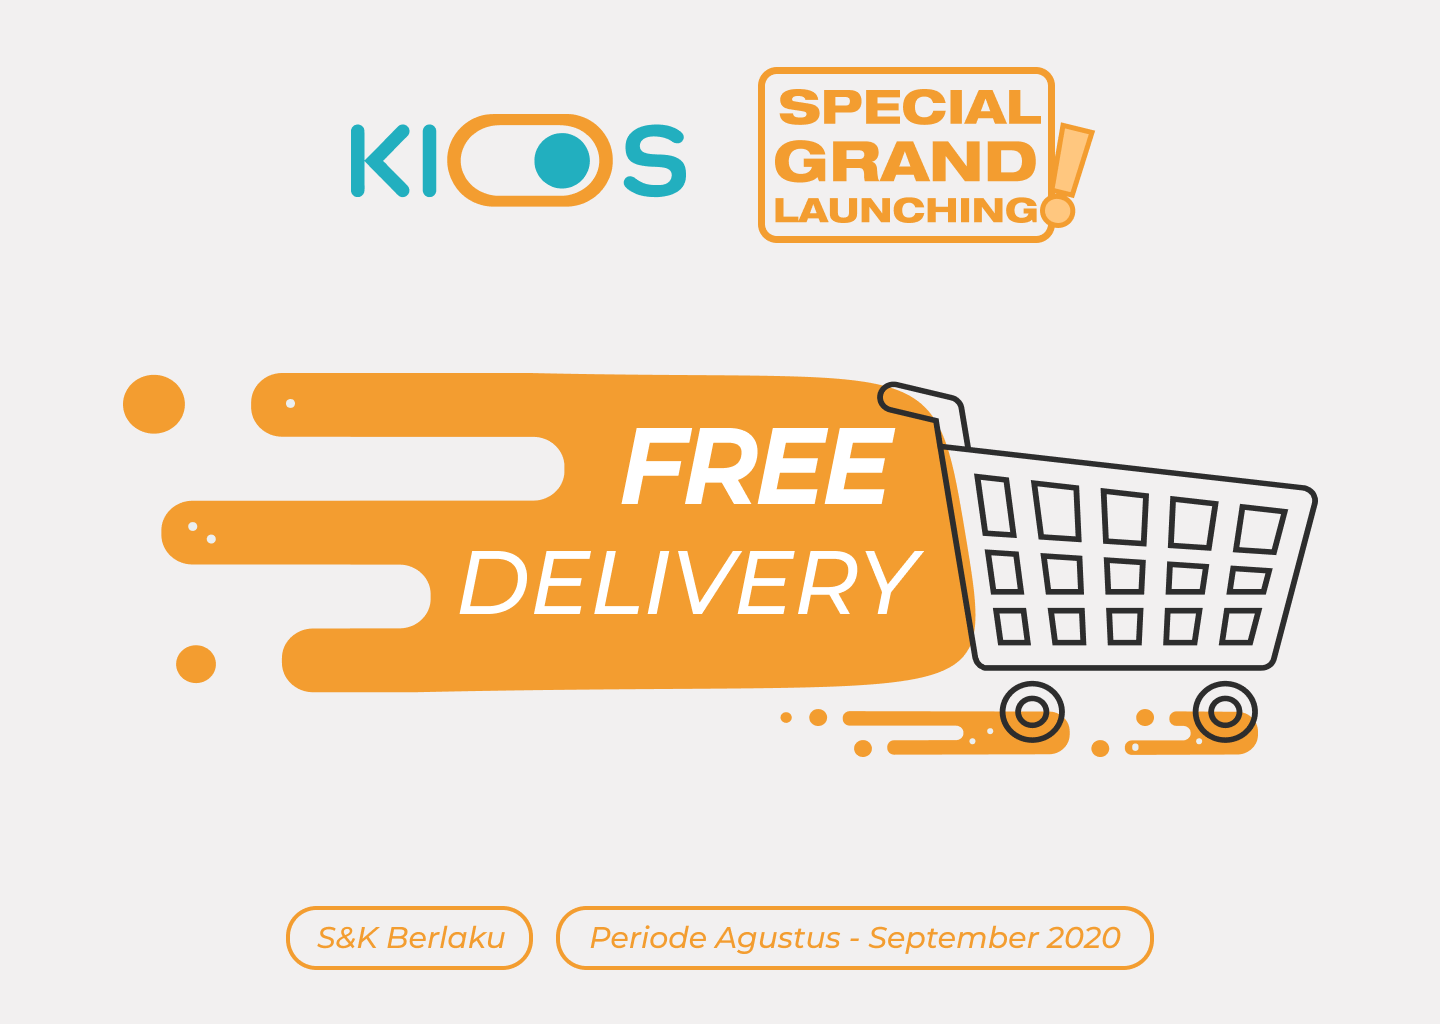 KIOS
SPECIAL
GRAND
LAUNCHING!
FREE
DELIVERY
S&K Berlaku
Periode Agustus - September 2020